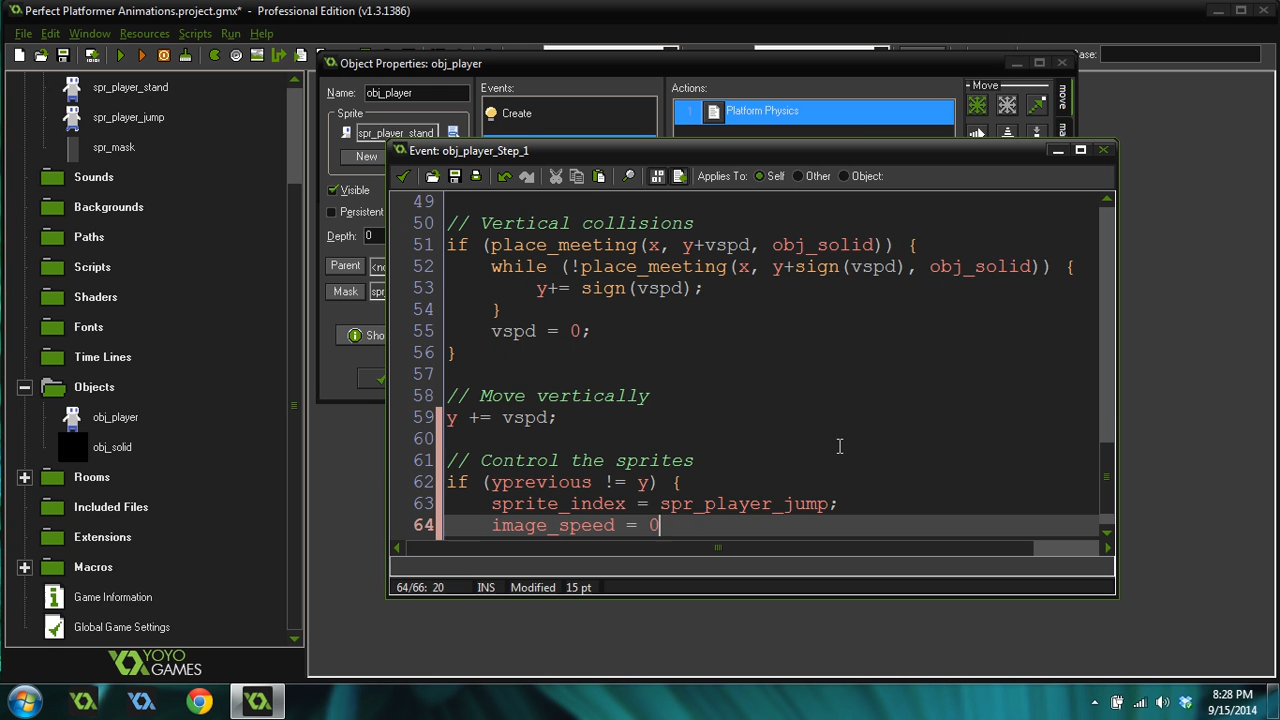 Perfect Platformer Animations.project.gmx* - Professional Edition (v1.3.1386)
File Edit Window Resources Scripts Run Help
spr_player_stand
spr_player_jump
spr_mask
Sounds
Backgrounds
Paths
Scripts
Shaders
Fonts
Time Lines
Objects
obj_player
obj_solid
Rooms
Included Files
Extensions
Macros
Game Information
Global Game Settings
YOYO
GAMES
Object Properties: obj_player
Name: obj_player
Sprite
spr_player_stand
New
Visible
Persistent
Depth: 0
Parent
Mask
Sho
Events:
Create
Actions:
1 Platform Physics
Move
move
Event: obj_player_Step_1
Applies To: Self Other Object:
49
50 // Vertical collisions
51 if (place_meeting(x, y+vspd, obj_solid)) {
52 while (!place_meeting(x, y+sign(vspd), obj_solid)) {
53 y+= sign(vspd);
54 }
55 vspd = 0;
56 }
57
58 // Move vertically
59 y += vspd;
60
61 // Control the sprites
62 if (yprevious != y) {
63 sprite_index = spr_player_jump;
64 image_speed = 0
64/66: 20 INS Modified 15 pt
8:28 PM
9/15/2014